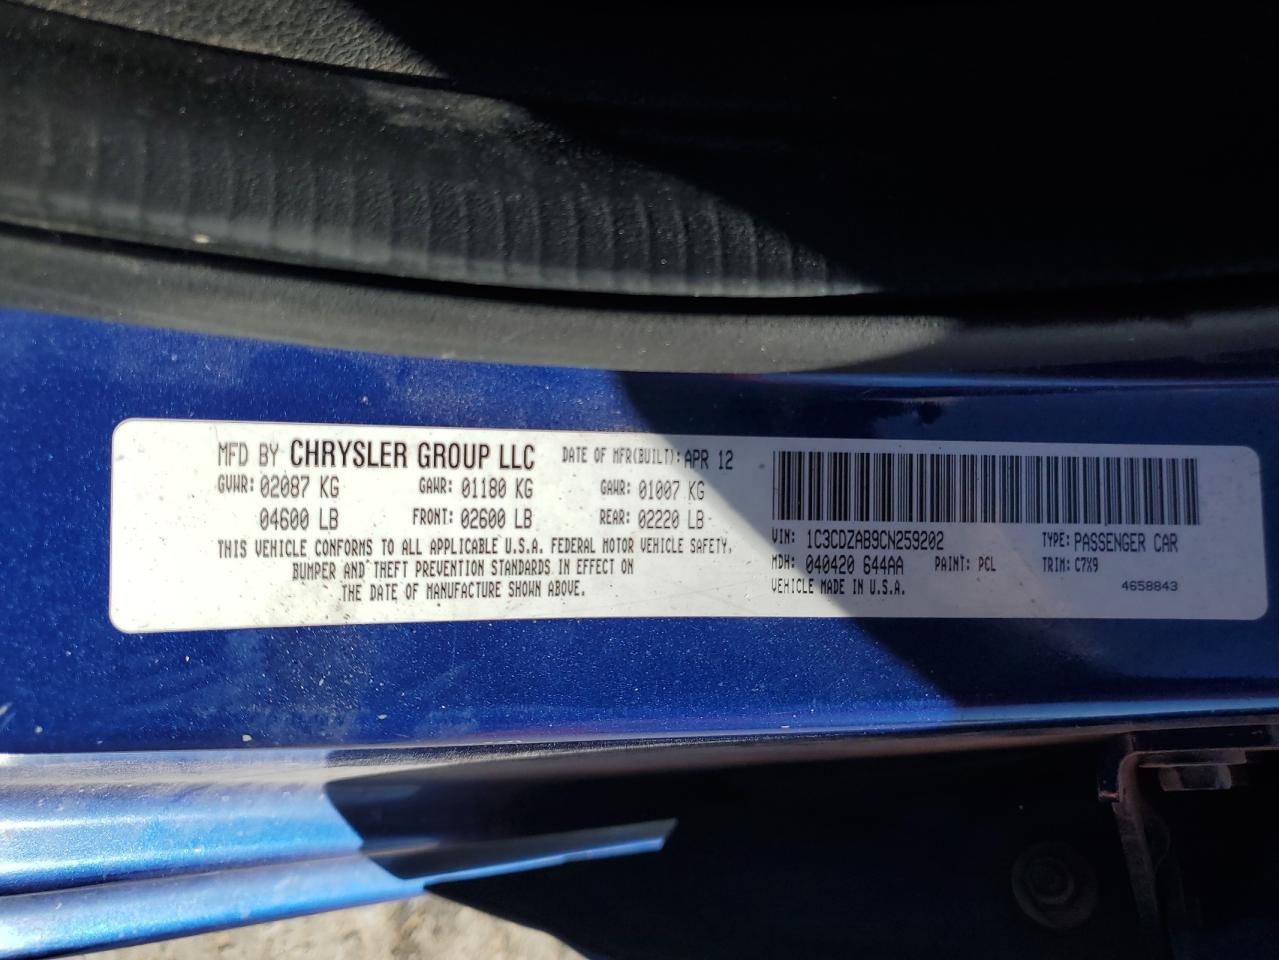 MFD BY CHRYSLER GROUP LLC DATE OF MFR(BUILT): APR 12
GVWR: 02087 KG GAWR: 01180 KG GAWR: 01007 KG
04600 LB FRONT: 02600 LB REAR: 02220 LB
THIS VEHICLE CONFORMS TO ALL APPLICABLE U.S.A. FEDERAL MOTOR VEHICLE SAFETY,
BUMPER AND THEFT PREVENTION STANDARDS IN EFFECT ON
THE DATE OF MANUFACTURE SHOWN ABOVE.
VIN: 1C3CDZAB9CN259202 TYPE: PASSENGER CAR
MDH: 040420 644AA PAINT: PCL TRIM: C7X9
VEHICLE MADE IN U.S.A. 4658843